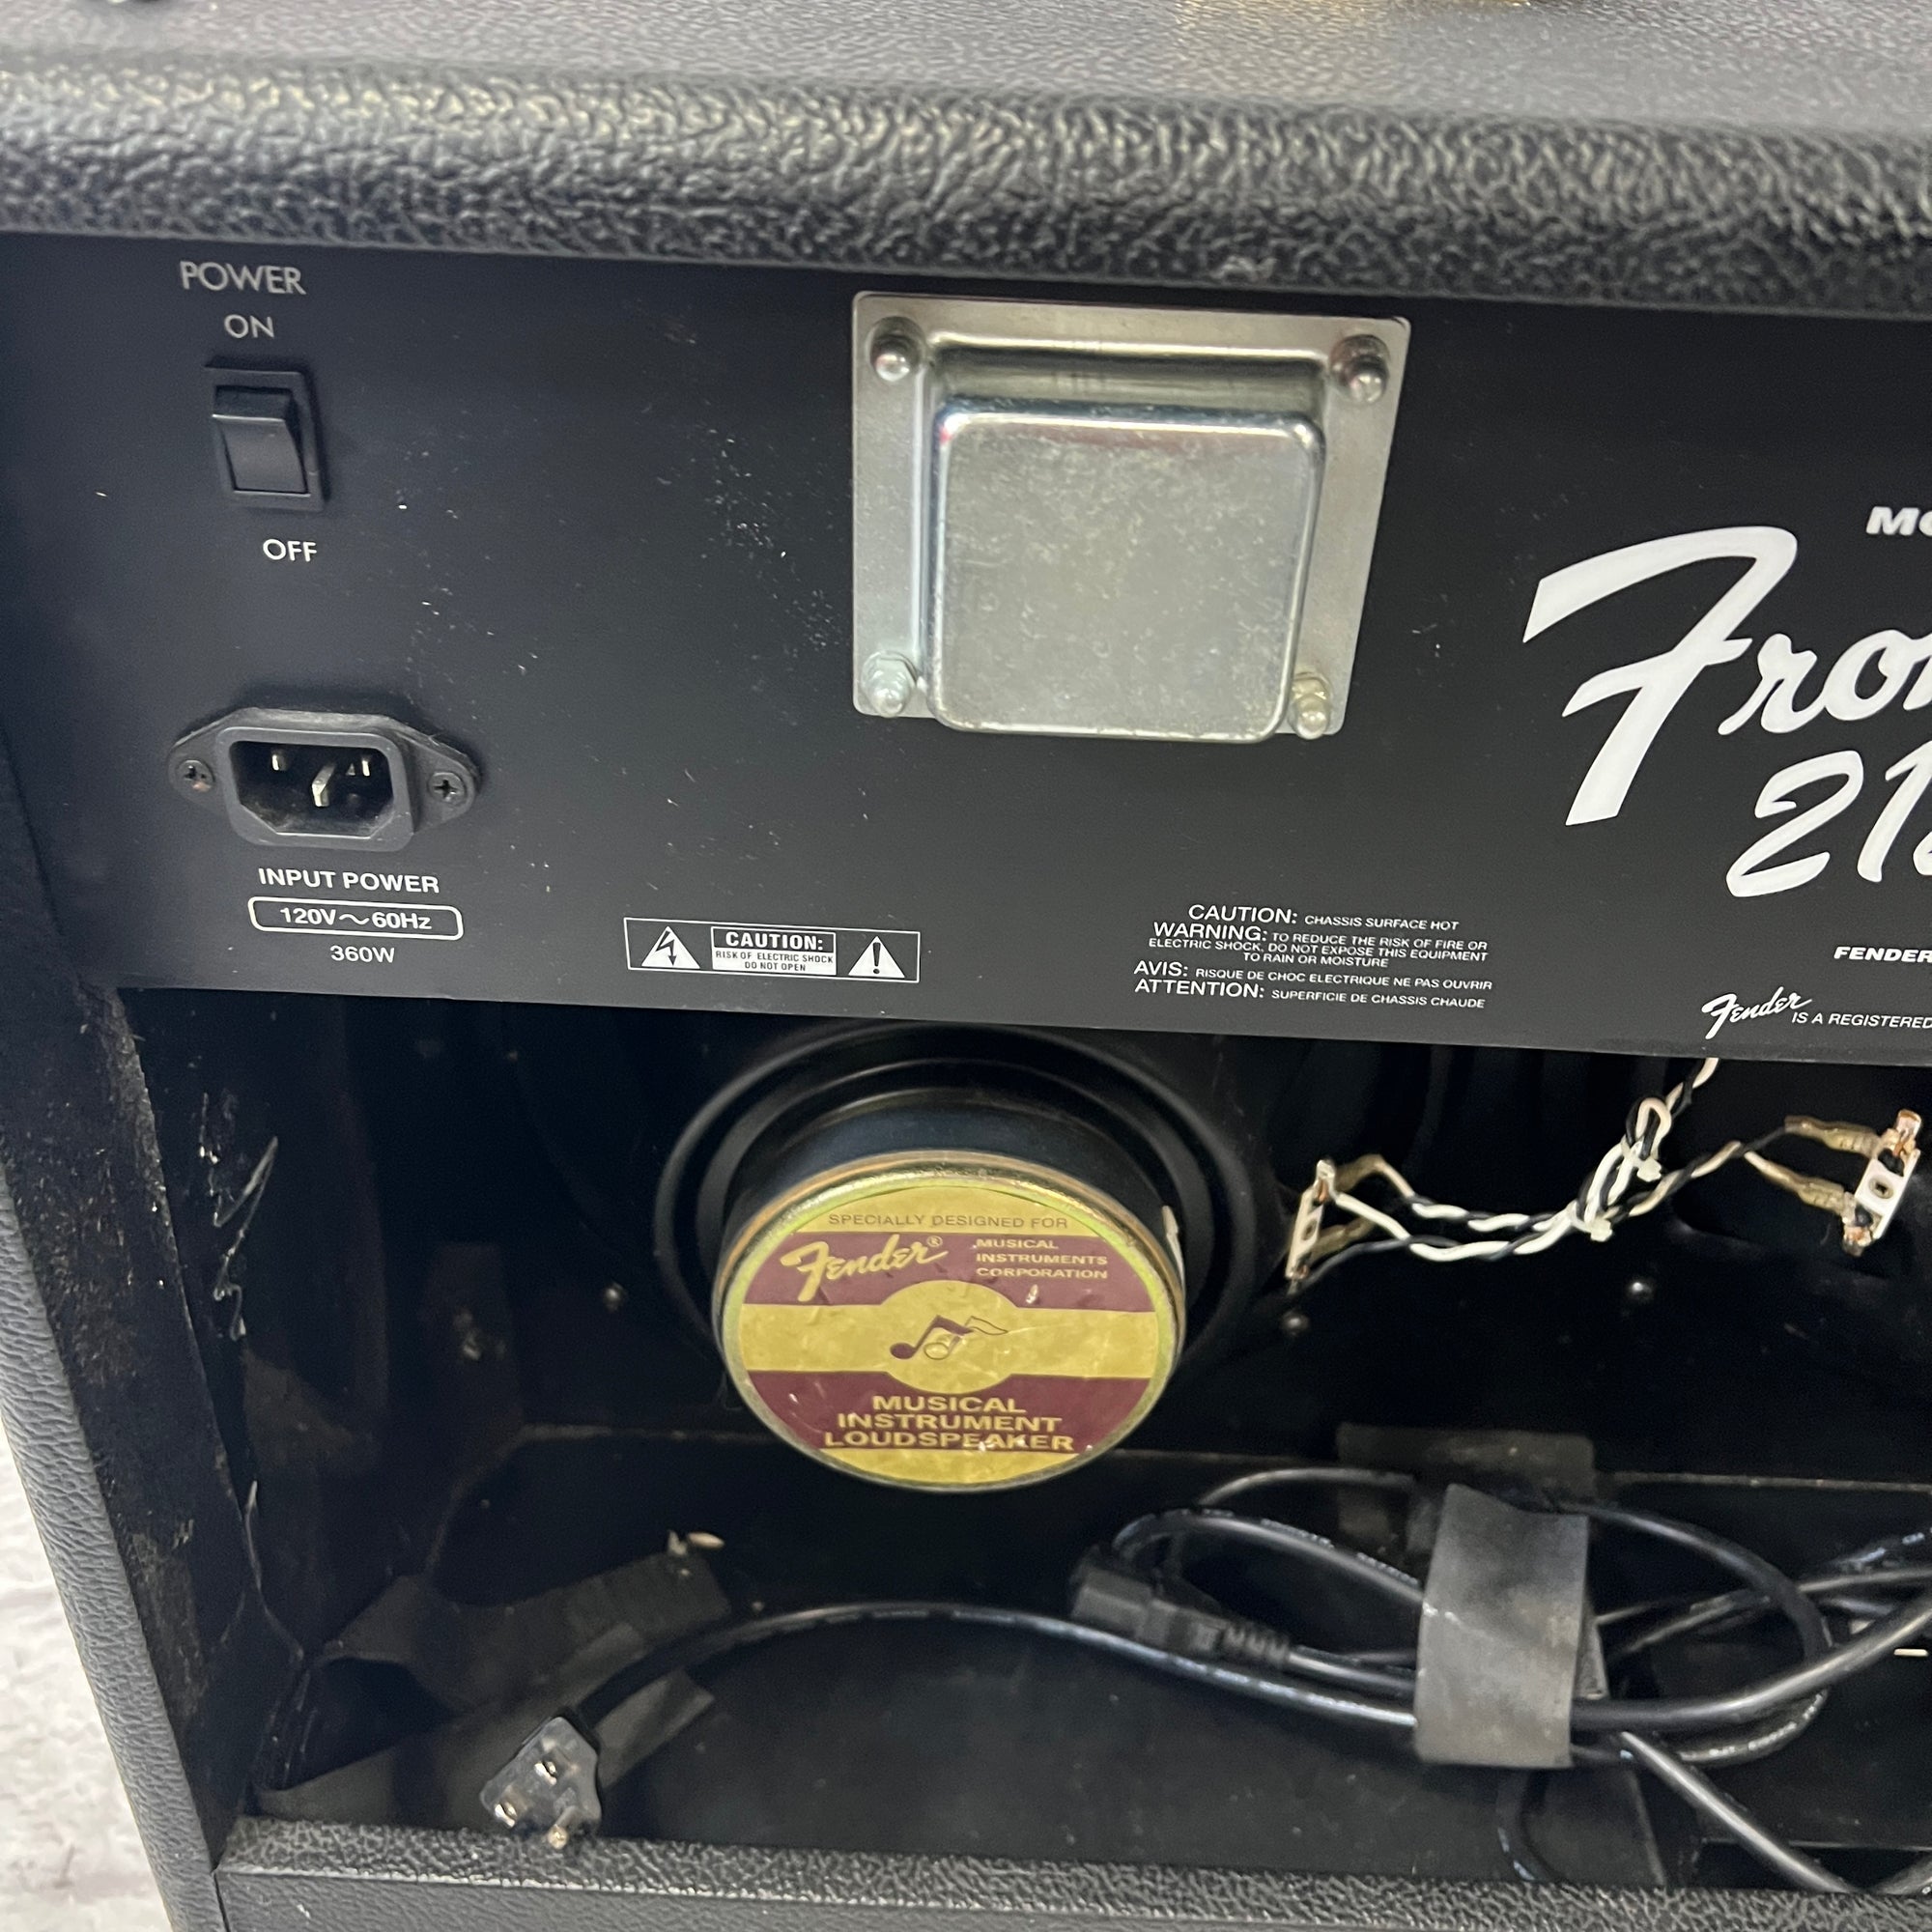 POWER
ON
OFF
INPUT POWER
120V～60Hz
360W
CAUTION:
RISK OF ELECTRIC SHOCK
DO NOT OPEN
CAUTION: CHASSIS SURFACE HOT
WARNING: TO REDUCE THE RISK OF FIRE OR
ELECTRIC SHOCK, DO NOT EXPOSE THIS EQUIPMENT
TO RAIN OR MOISTURE
AVIS: RISQUE DE CHOC ELECTRIQUE NE PAS OUVRIR
ATTENTION: SUPERFICIE DE CHASSIS CHAUDE
FENDER
Fender IS A REGISTERED
SPECIALLY DESIGNED FOR
Fender® MUSICAL
INSTRUMENTS
CORPORATION
MUSICAL
INSTRUMENT
LOUDSPEAKER